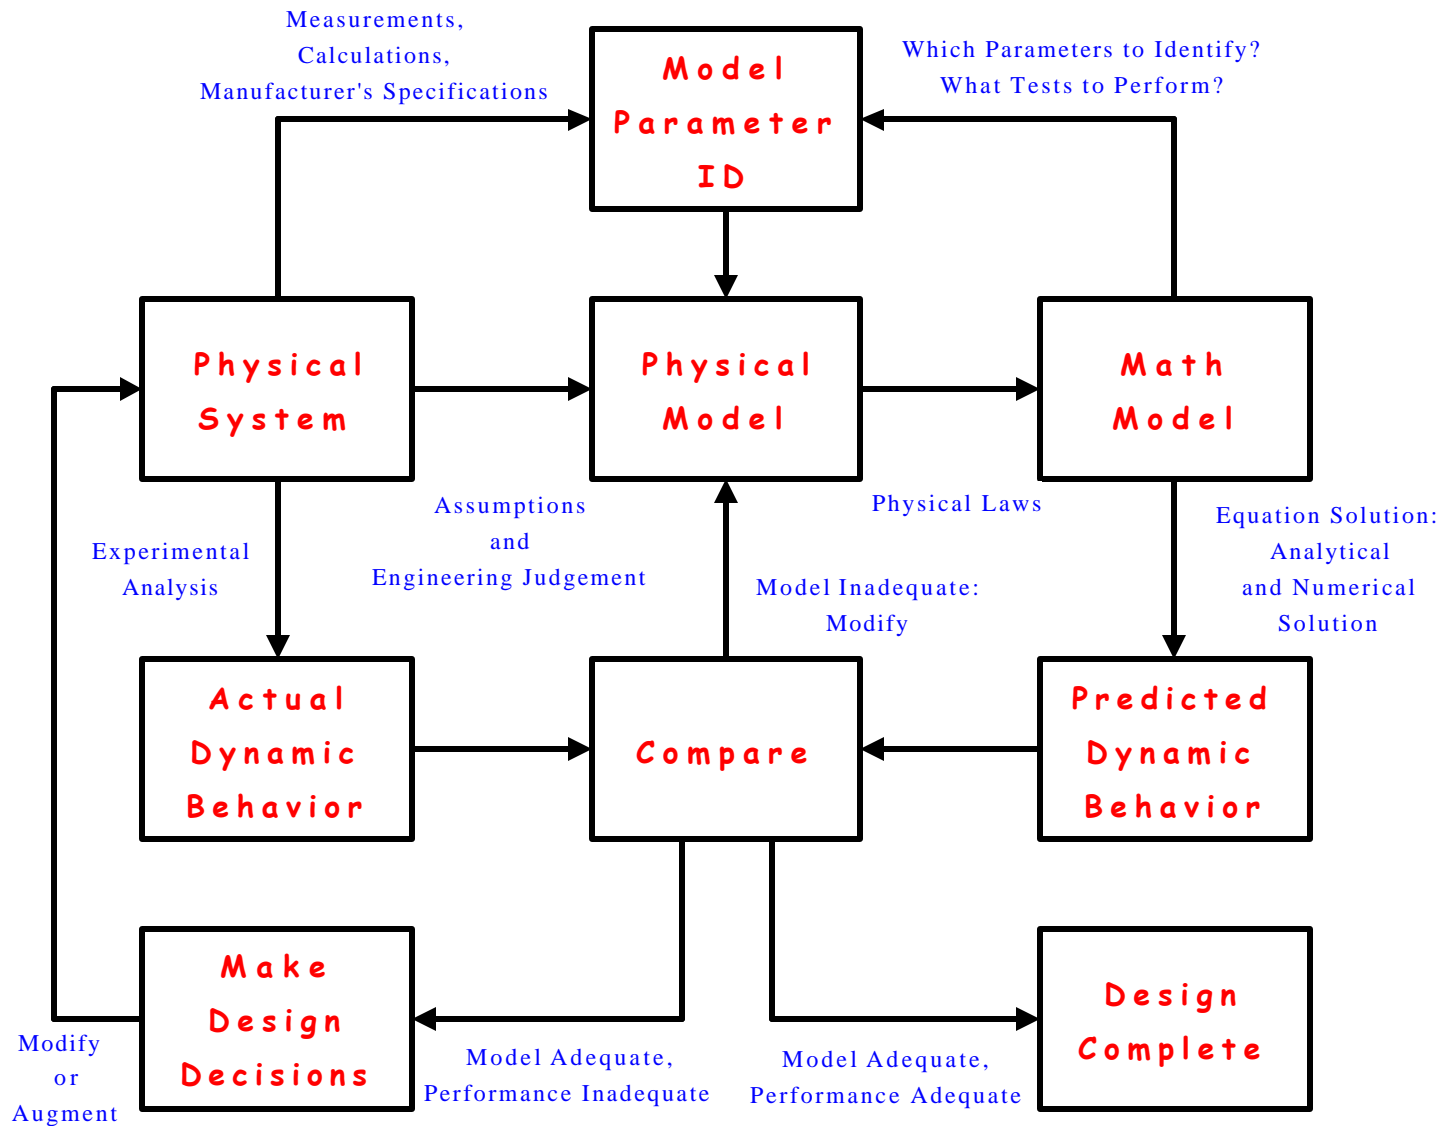 Measurements,
Calculations,
Manufacturer's Specifications
Model
Parameter
ID
Which Parameters to Identify?
What Tests to Perform?
Physical
System
Physical
Model
Math
Model
Experimental
Analysis
Assumptions
and
Engineering Judgement
Physical Laws
Model Inadequate:
Modify
Equation Solution:
Analytical
and Numerical
Solution
Actual
Dynamic
Behavior
Compare
Predicted
Dynamic
Behavior
Make
Design
Decisions
Design
Complete
Modify
or
Augment
Model Adequate,
Performance Inadequate
Model Adequate,
Performance Adequate